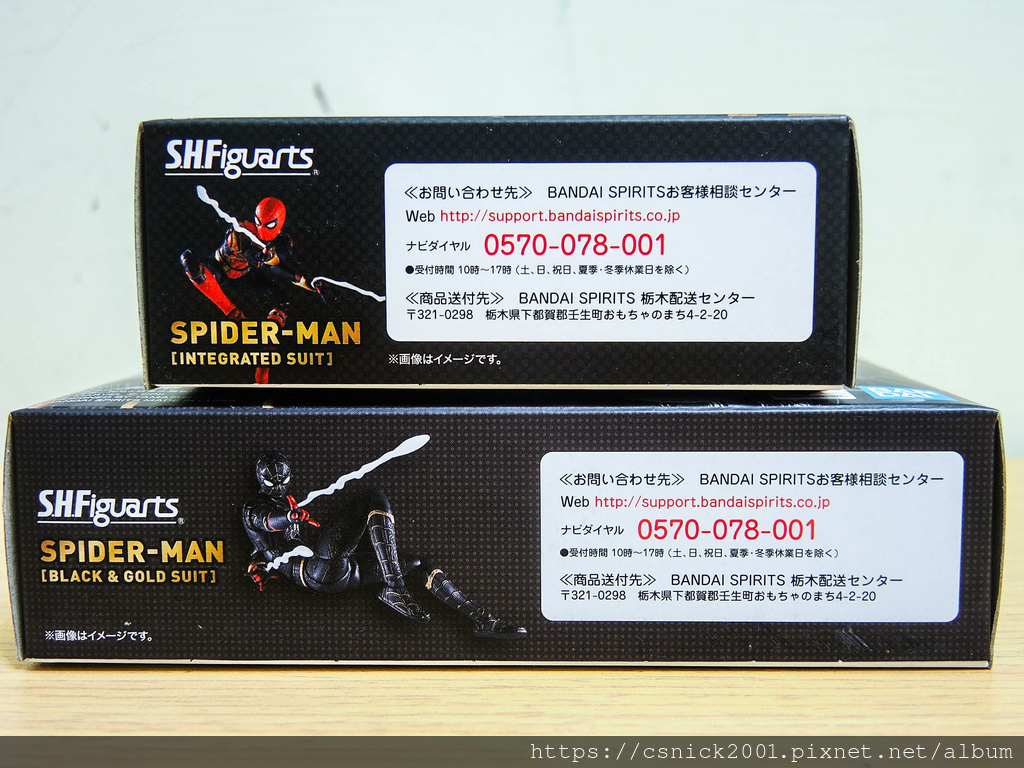 S.H.Figuarts®
SPIDER-MAN
[INTEGRATED SUIT]
≪お問い合わせ先≫ BANDAI SPIRITSお客様相談センター
Web http://support.bandaispirits.co.jp
ナビダイヤル 0570-078-001
●受付時間 10時〜17時（土、日、祝日、夏季・冬季休業日を除く）
≪商品送付先≫ BANDAI SPIRITS 栃木配送センター
〒321-0298 栃木県下都賀郡壬生町おもちゃのまち4-2-20
※画像はイメージです。
S.H.Figuarts®
SPIDER-MAN
[BLACK & GOLD SUIT]
※画像はイメージです。
≪お問い合わせ先≫ BANDAI SPIRITSお客様相談センター
Web http://support.bandaispirits.co.jp
ナビダイヤル 0570-078-001
●受付時間 10時〜17時（土、日、祝日、夏季・冬季休業日を除く）
≪商品送付先≫ BANDAI SPIRITS 栃木配送センター
〒321-0298 栃木県下都賀郡壬生町おもちゃのまち4-2-20
https://csnick2001.pixnet.net/album